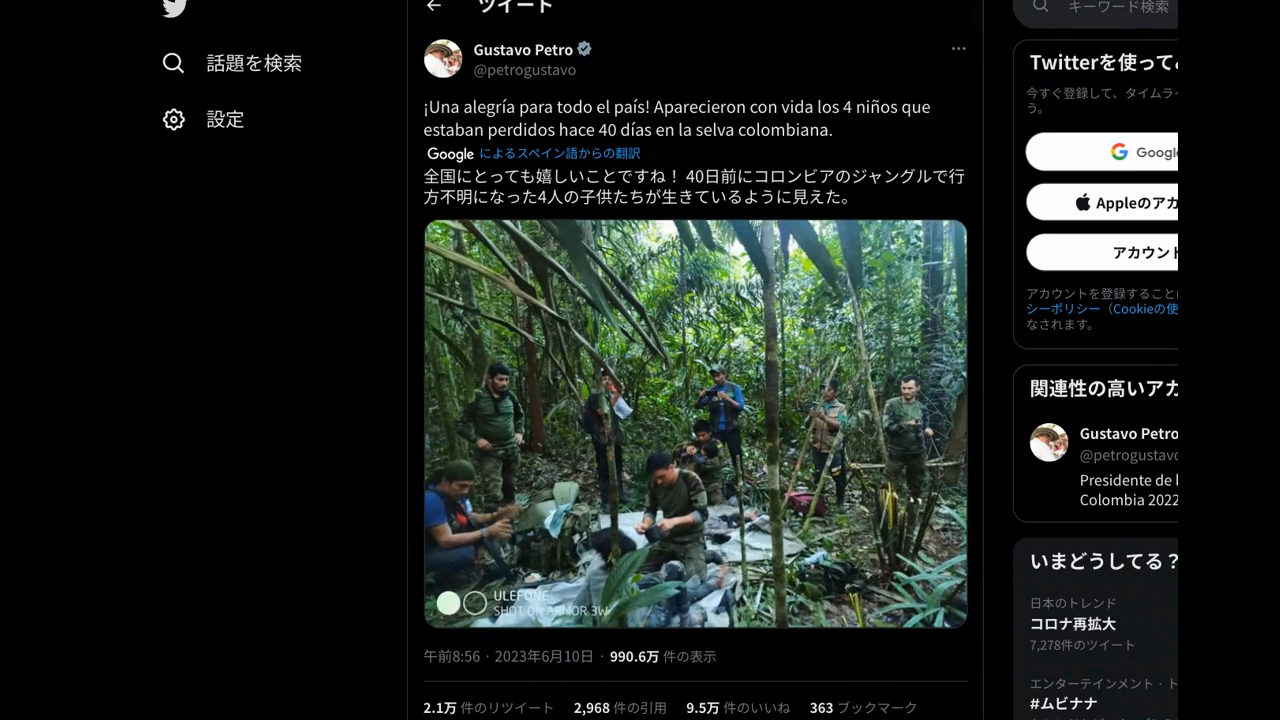 ツイート
話題を検索
設定
Gustavo Petro
@petrogustavo
¡Una alegría para todo el país! Aparecieron con vida los 4 niños que
estaban perdidos hace 40 días en la selva colombiana.
Google によるスペイン語からの翻訳
全国にとっても嬉しいことですね！ 40日前にコロンビアのジャングルで行
方不明になった4人の子供たちが生きているように見えた。
ULEFONE
SHOT ON ARMOR 3W
午前8:56 · 2023年6月10日 · 990.6万 件の表示
2.1万 件のリツイート 2,968 件の引用 9.5万 件のいいね 363 ブックマーク
キーワード検索
Twitterを使って
今すぐ登録して、タイムラ
う。
Google
Appleのアカ
アカウント
アカウントを登録すること
シーポリシー（Cookieの使
なされます。
関連性の高いアカ
Gustavo Petro
@petrogustavo
Presidente de
Colombia 2022
いまどうしてる？
日本のトレンド
コロナ再拡大
7,278件のツイート
エンターテインメント · ト
#ムビナナ